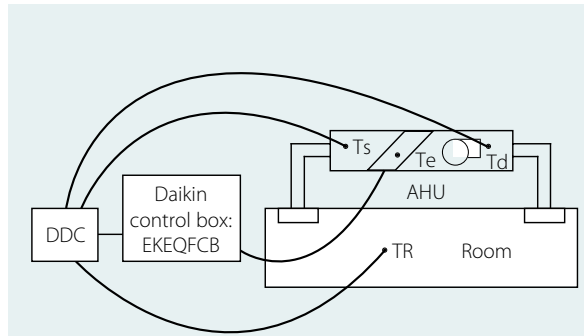 Ts
Te
Td
AHU
Daikin
control box:
EKEQFCB
DDC
TR
Room